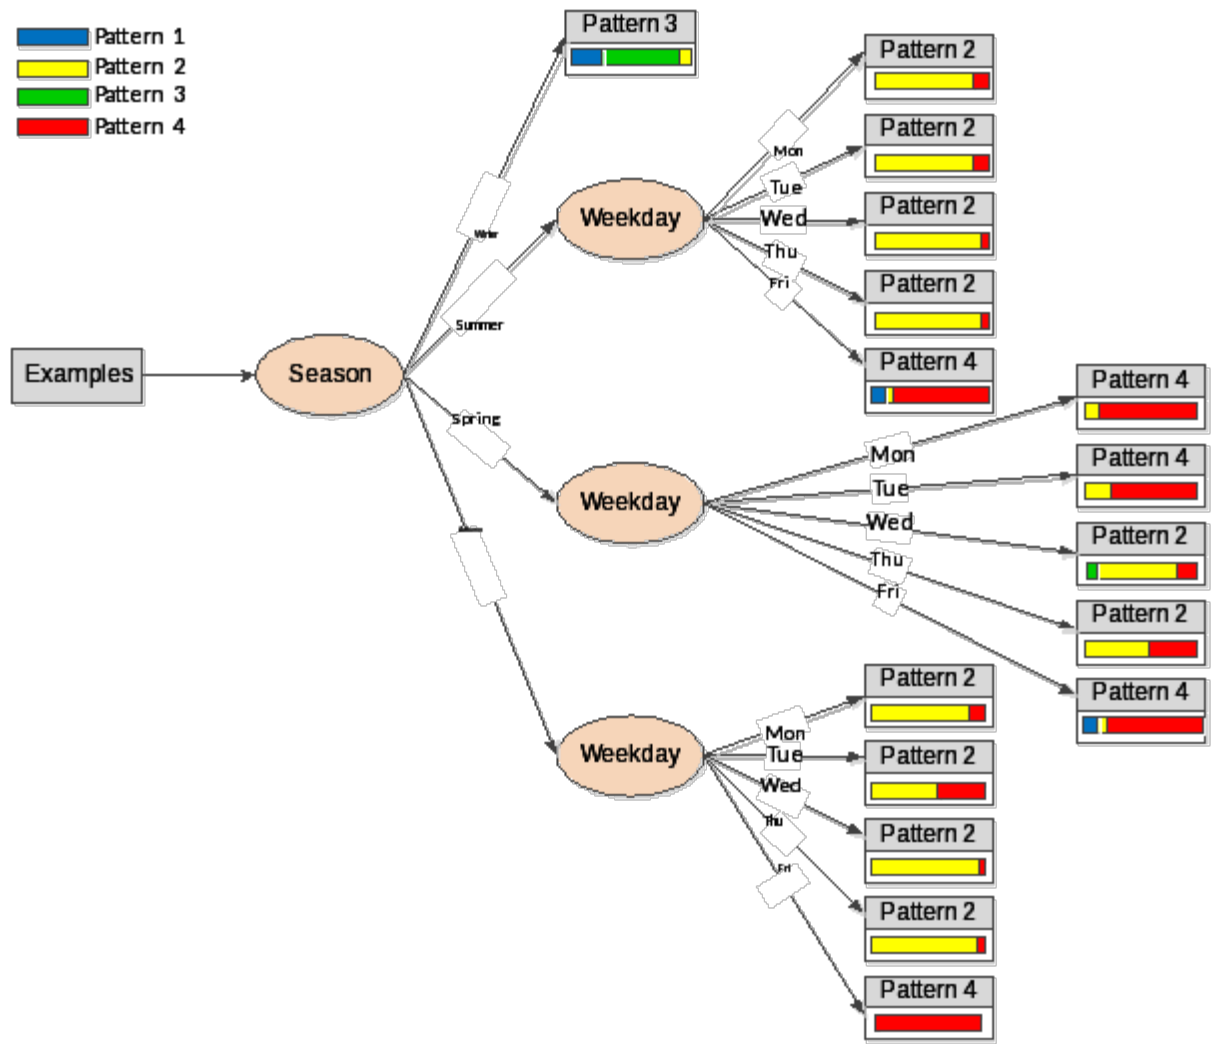 Pattern 1
Pattern 2
Pattern 3
Pattern 4
Examples
Season
Winter
Summer
Spring
Pattern 3
Weekday
Mon
Tue
Wed
Thu
Fri
Pattern 2
Pattern 2
Pattern 2
Pattern 2
Pattern 4
Weekday
Mon
Tue
Wed
Thu
Fri
Pattern 4
Pattern 4
Pattern 2
Pattern 2
Pattern 4
Weekday
Mon
Tue
Wed
Thu
Fri
Pattern 2
Pattern 2
Pattern 2
Pattern 2
Pattern 4